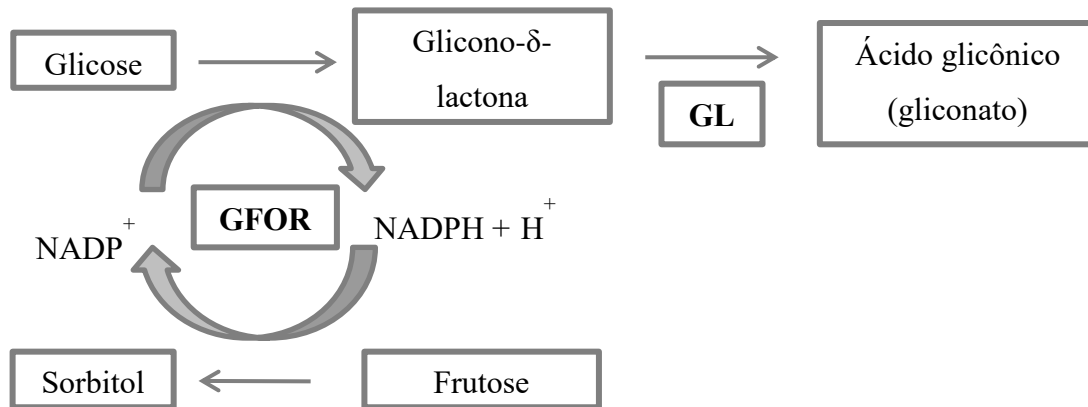 Glicose
Glicono-δ-
lactona
GL
Ácido glicônico
(gliconato)
GFOR
NADP+
NADPH + H+
Sorbitol
Frutose